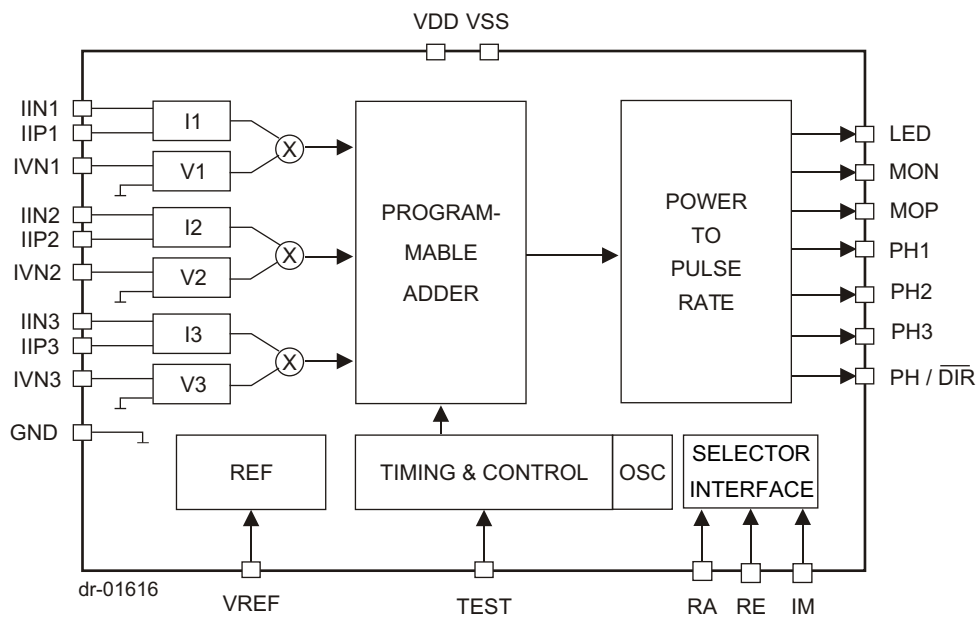 VDD VSS
IIN1
IIP1
IVN1
I1
V1
X
IIN2
IIP2
IVN2
I2
V2
X
IIN3
IIP3
IVN3
I3
V3
X
GND
PROGRAM-
MABLE
ADDER
POWER
TO
PULSE
RATE
LED
MON
MOP
PH1
PH2
PH3
PH / DIR
REF
TIMING & CONTROL
OSC
SELECTOR
INTERFACE
dr-01616
VREF
TEST
RA
RE
IM